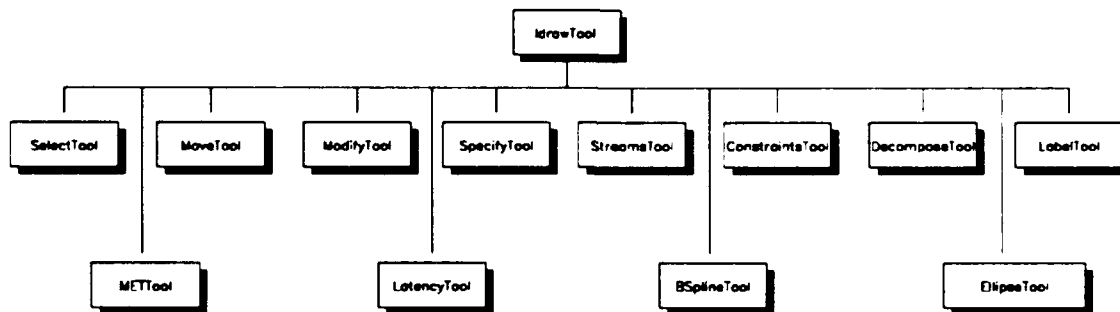 IdrawTool
SelectTool MoveTool ModifyTool SpecifyTool StreamsTool ConstraintsTool DecomposeTool LabelTool
METTool LatencyTool BSplineTool EllipseTool